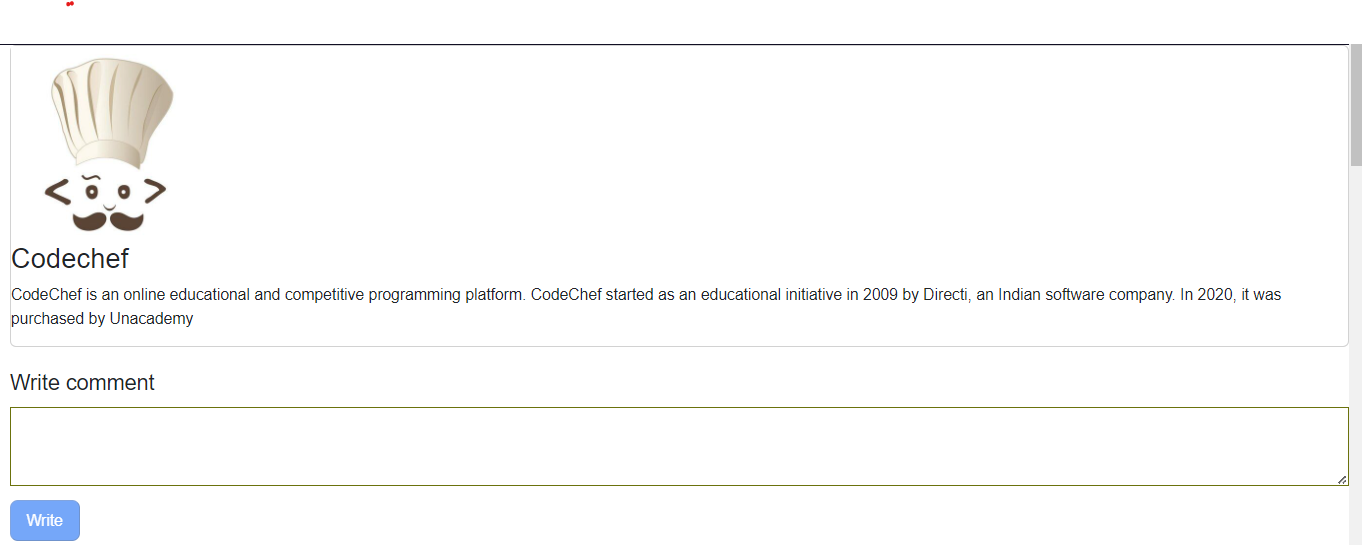 Codechef
CodeChef is an online educational and competitive programming platform. CodeChef started as an educational initiative in 2009 by Directi, an Indian software company. In 2020, it was
purchased by Unacademy
Write comment
Write